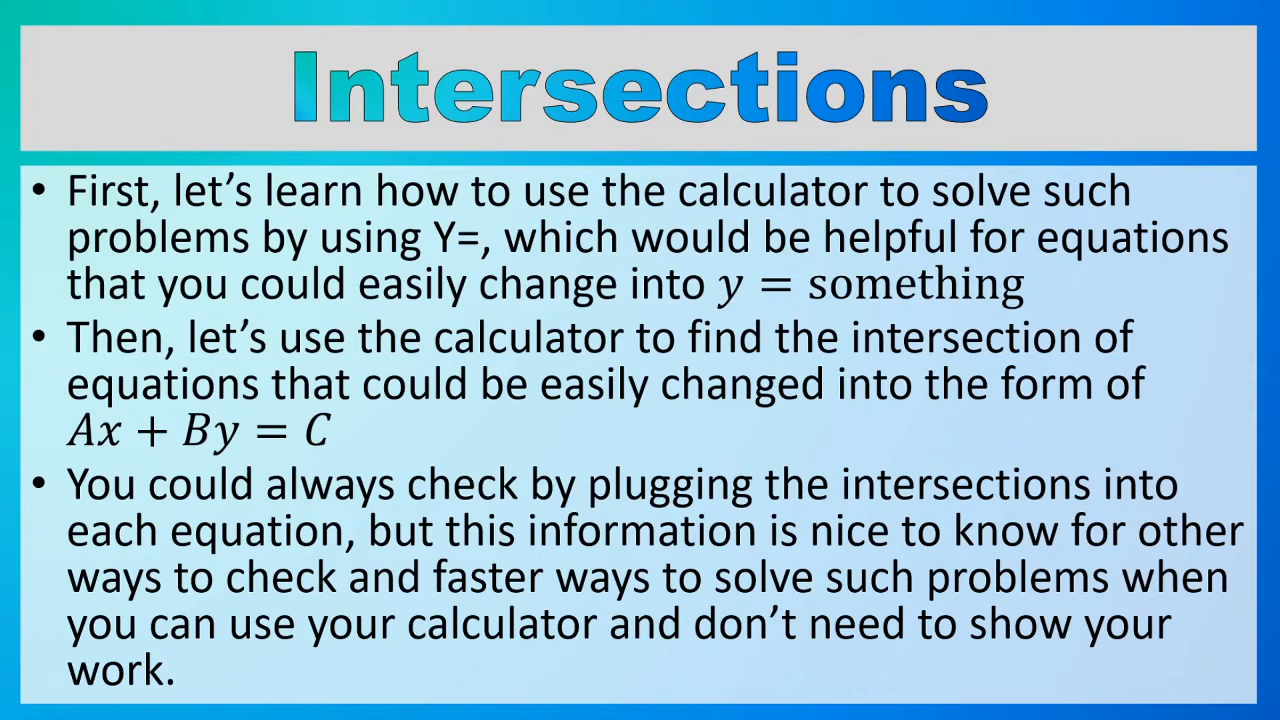 Intersections
• First, let’s learn how to use the calculator to solve such
problems by using Y=, which would be helpful for equations
that you could easily change into 𝑦 = something
• Then, let’s use the calculator to find the intersection of
equations that could be easily changed into the form of
𝐴𝑥 + 𝐵𝑦 = 𝐶
• You could always check by plugging the intersections into
each equation, but this information is nice to know for other
ways to check and faster ways to solve such problems when
you can use your calculator and don’t need to show your
work.